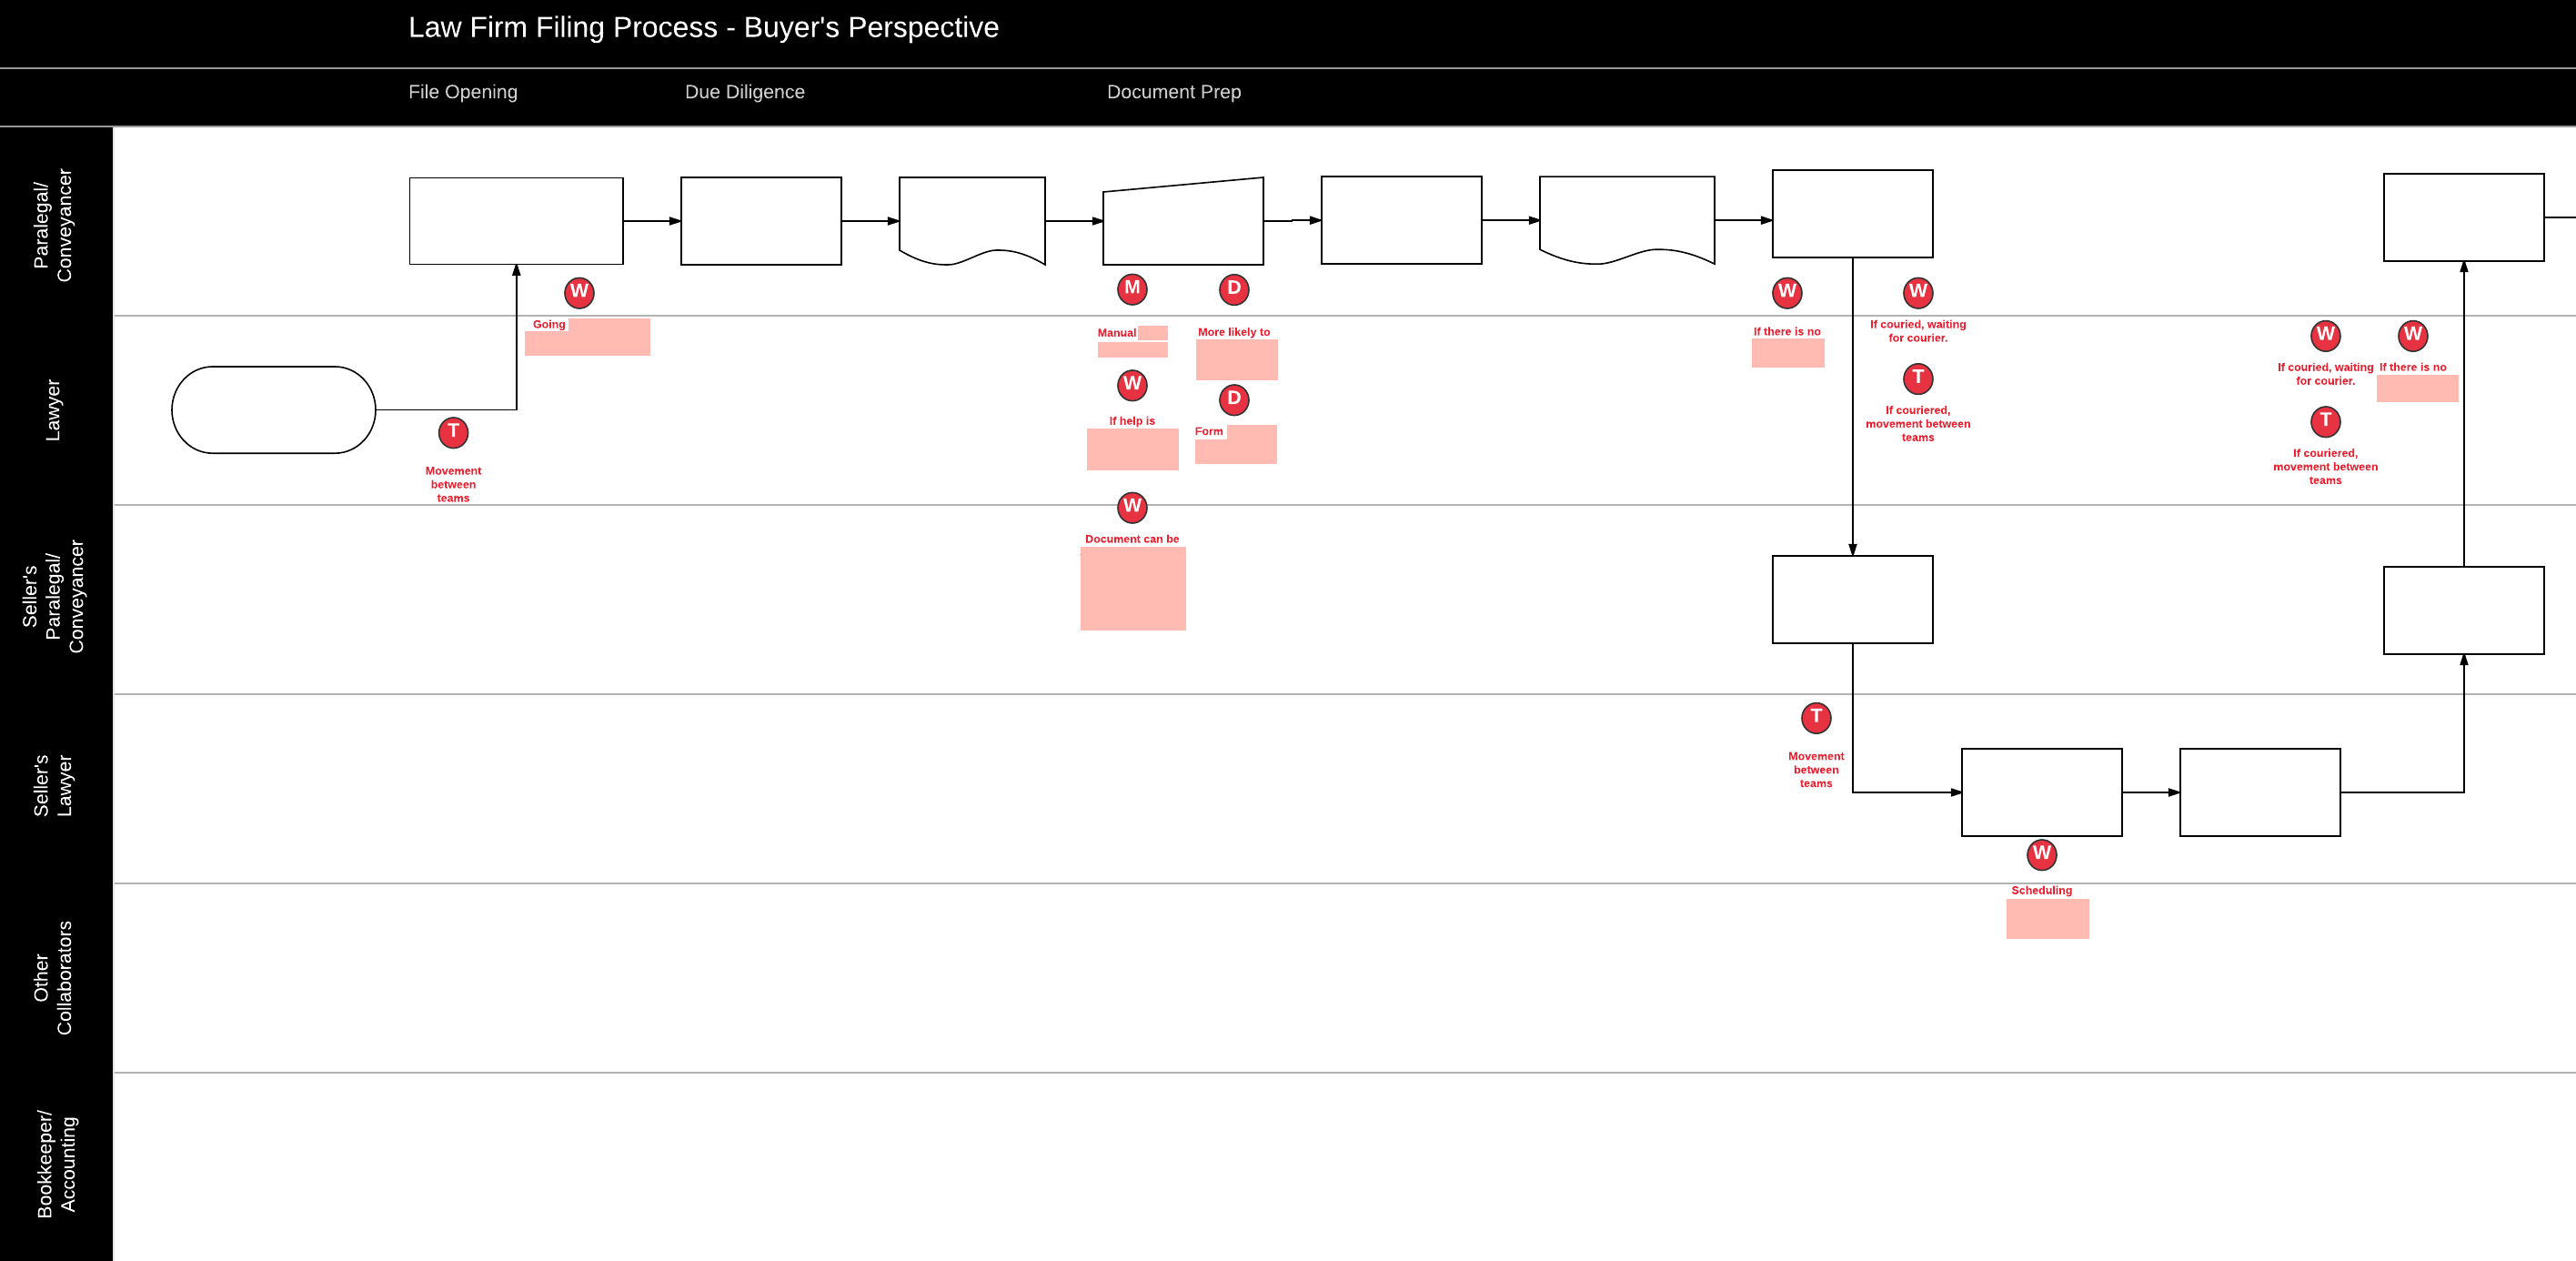 Law Firm Filing Process - Buyer's Perspective
File Opening
Due Diligence
Document Prep
Paralegal/
Conveyancer
Lawyer
Seller's
Paralegal/
Conveyancer
Seller's
Lawyer
Other
Collaborators
Bookkeeper/
Accounting
W
Going
T
Movement
between
teams
M
Manual
W
If help is
W
Document can be
D
More likely to
D
Form
W
If there is no
W
If couried, waiting
for courier.
T
If couriered,
movement between
teams
T
Movement
between
teams
W
Scheduling
W
If couried, waiting
for courier.
T
If couriered,
movement between
teams
W
If there is no